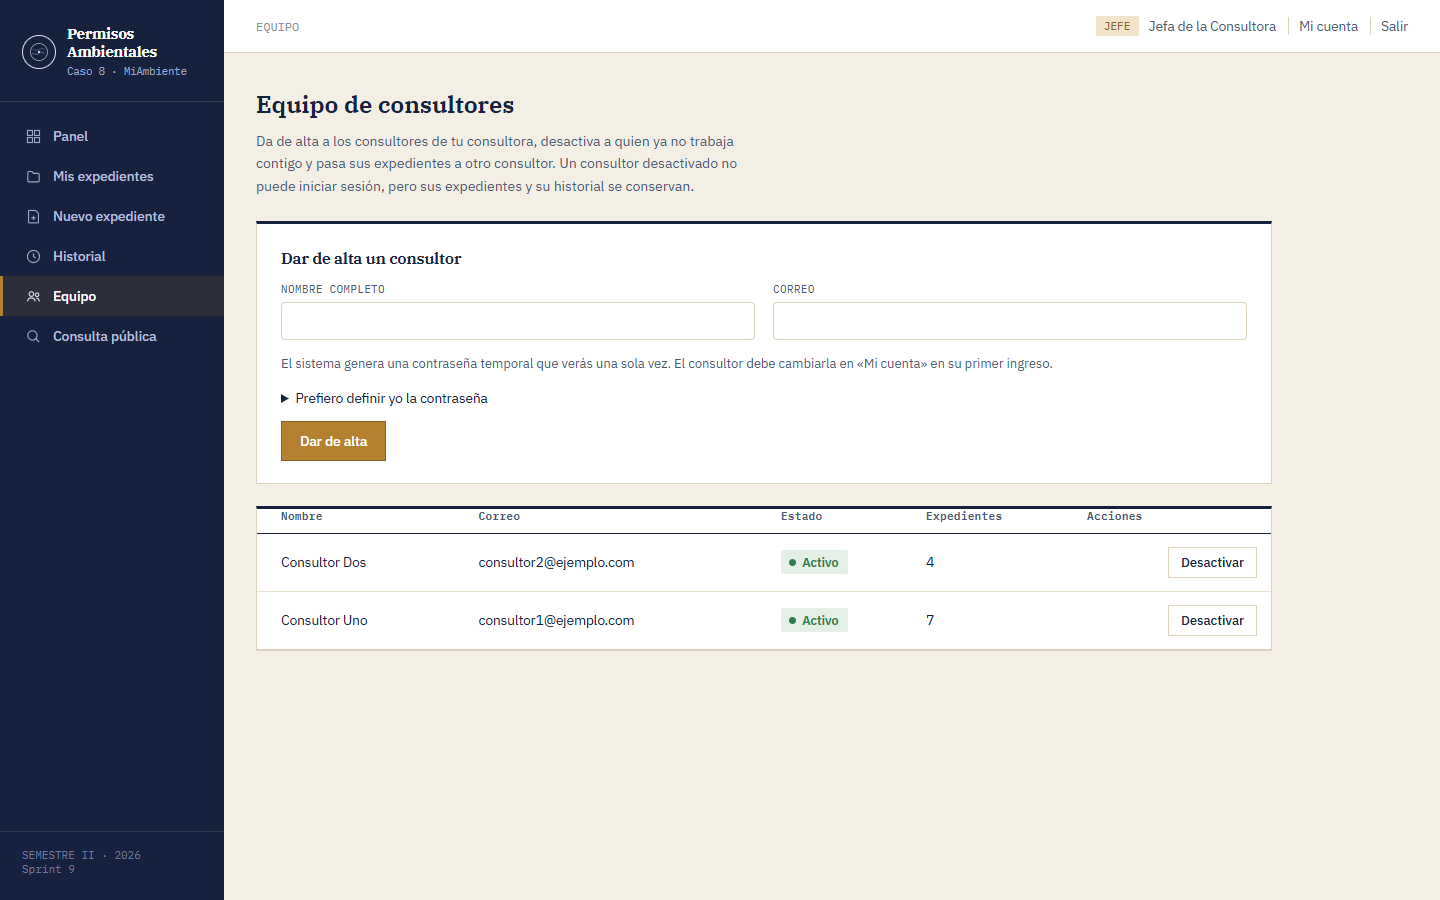 Permisos
Ambientales
Caso 8 · MiAmbiente
Panel
Mis expedientes
Nuevo expediente
Historial
Equipo
Consulta pública
SEMESTRE II · 2026
Sprint 9
EQUIPO
JEFE Jefa de la Consultora Mi cuenta Salir
Equipo de consultores
Da de alta a los consultores de tu consultora, desactiva a quien ya no trabaja
contigo y pasa sus expedientes a otro consultor. Un consultor desactivado no
puede iniciar sesión, pero sus expedientes y su historial se conservan.
Dar de alta un consultor
NOMBRE COMPLETO CORREO
El sistema genera una contraseña temporal que verás una sola vez. El consultor debe cambiarla en «Mi cuenta» en su primer ingreso.
Prefiero definir yo la contraseña
Dar de alta
Nombre Correo Estado Expedientes Acciones
Consultor Dos consultor2@ejemplo.com Activo 4 Desactivar
Consultor Uno consultor1@ejemplo.com Activo 7 Desactivar